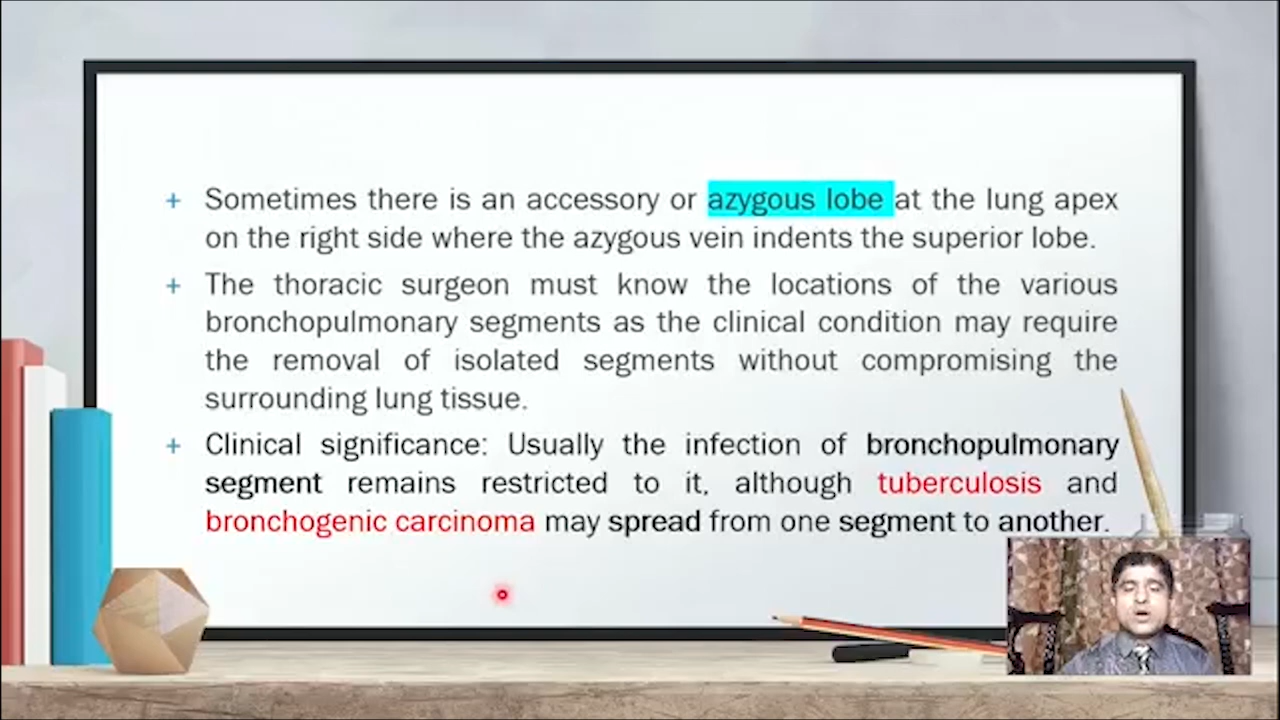 + Sometimes there is an accessory or azygous lobe at the lung apex
on the right side where the azygous vein indents the superior lobe.
+ The thoracic surgeon must know the locations of the various
bronchopulmonary segments as the clinical condition may require
the removal of isolated segments without compromising the
surrounding lung tissue.
+ Clinical significance: Usually the infection of bronchopulmonary
segment remains restricted to it, although tuberculosis and
bronchogenic carcinoma may spread from one segment to another.